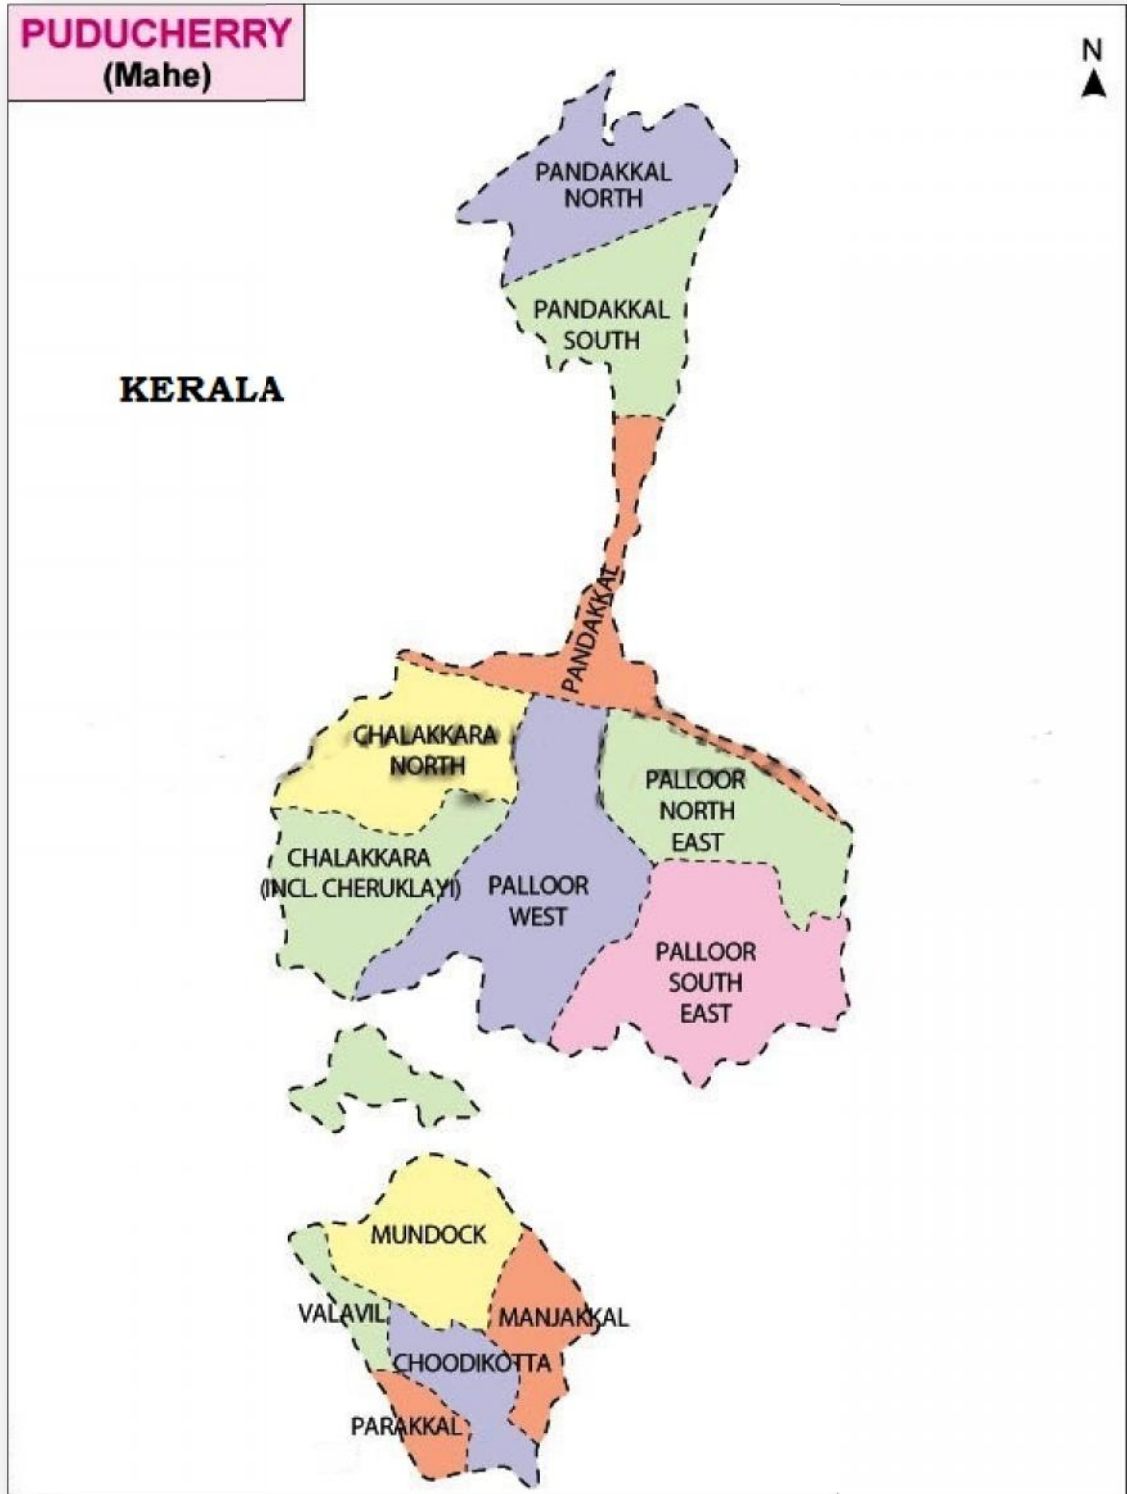 PUDUCHERRY
(Mahe)
N
PANDAKKAL
NORTH
PANDAKKAL
SOUTH
KERALA
PANDAKKAL
CHALAKKARA
NORTH
PALLOOR
NORTH
EAST
CHALAKKARA
(INCL. CHERUKLAYI)
PALLOOR
WEST
PALLOOR
SOUTH
EAST
MUNDOCK
VALAVIL
MANJAKKAL
CHOODIKOTTA
PARAKKAL